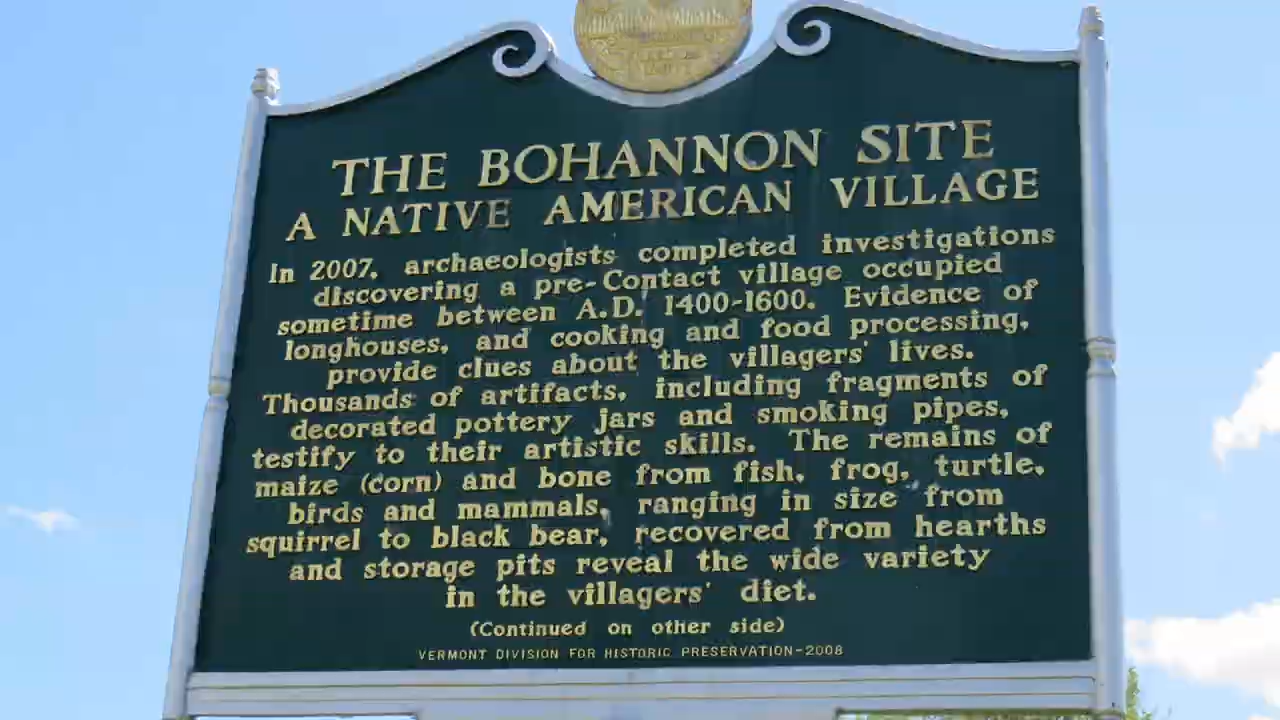 THE BOHANNON SITE
A NATIVE AMERICAN VILLAGE
In 2007, archaeologists completed investigations
discovering a pre-Contact village occupied
sometime between A.D. 1400-1600. Evidence of
longhouses, and cooking and food processing,
provide clues about the villagers' lives.
Thousands of artifacts, including fragments of
decorated pottery jars and smoking pipes,
testify to their artistic skills. The remains of
maize (corn) and bone from fish, frog, turtle,
birds and mammals, ranging in size from
squirrel to black bear, recovered from hearths
and storage pits reveal the wide variety
in the villagers' diet.
(Continued on other side)
VERMONT DIVISION FOR HISTORIC PRESERVATION-2008